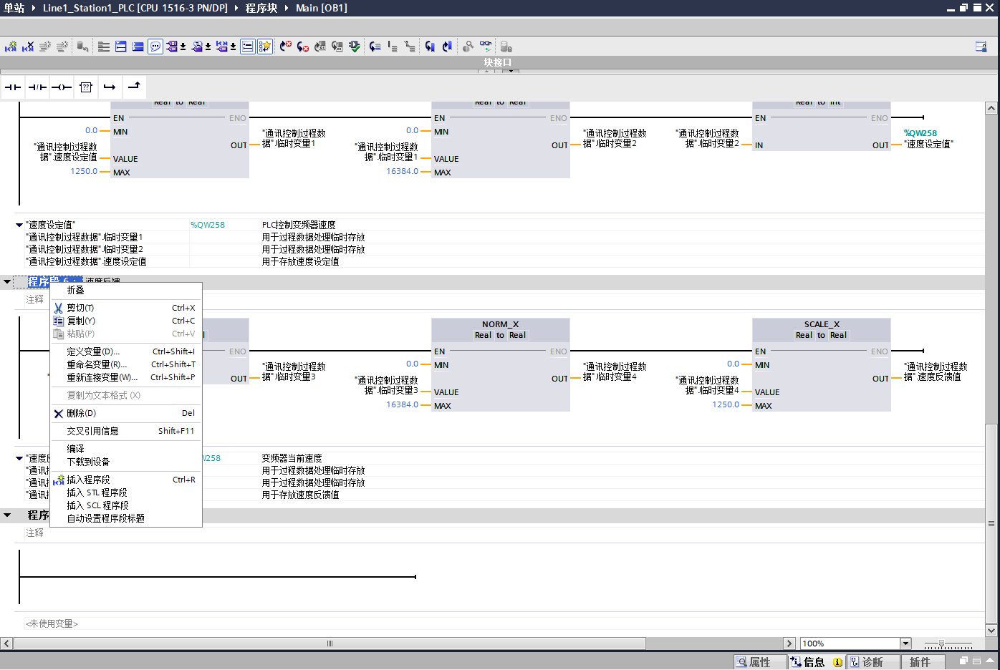 单站 › Line1_Station1_PLC [CPU 1516-3 PN/DP] › 程序块 › Main [OB1]
块接口
??
Real to Real
Real to Real
Real to Int
EN ENO
EN ENO
EN ENO
0.0 MIN
0.0 MIN
"通讯控制过程数据".临时变量1
"通讯控制过程数据".临时变量2
"通讯控制过程数据".临时变量2
%QW258
"速度设定值"
OUT
OUT
IN OUT
"通讯控制过程数据".速度设定值 VALUE
"通讯控制过程数据".临时变量1 VALUE
1250.0 MAX
16384.0 MAX
"速度设定值" %QW258 PLC控制变频器速度
"通讯控制过程数据".临时变量1 用于过程数据处理临时存放
"通讯控制过程数据".临时变量2 用于过程数据处理临时存放
"通讯控制过程数据".速度设定值 用于存放速度设定值
程序段 6： 速度反馈
注释
折叠
剪切(T) Ctrl+X
复制(Y) Ctrl+C
粘贴(P) Ctrl+V
定义变量(D)... Ctrl+Shift+I
重命名变量(R)... Ctrl+Shift+T
重新连接变量(W)... Ctrl+Shift+P
复制为文本格式 (X)
删除(D) Del
交叉引用信息 Shift+F11
编译
下载到设备
插入程序段 Ctrl+R
插入 STL 程序段
插入 SCL 程序段
自动设置程序段标题
NORM_X
Real to Real
SCALE_X
Real to Real
ENO
EN ENO
EN ENO
0.0 MIN
0.0 MIN
OUT "通讯控制过程数据".临时变量3
OUT "通讯控制过程数据".临时变量4
OUT "通讯控制过程数据".速度反馈值
"通讯控制过程数据".临时变量3 VALUE
"通讯控制过程数据".临时变量4 VALUE
16384.0 MAX
1250.0 MAX
"速度 W258 变频器当前速度
"通讯 用于过程数据处理临时存放
"通讯 用于过程数据处理临时存放
"通讯 用于存放速度反馈值
程序
注释
<未使用变量>
100%
属性 信息 诊断 插件